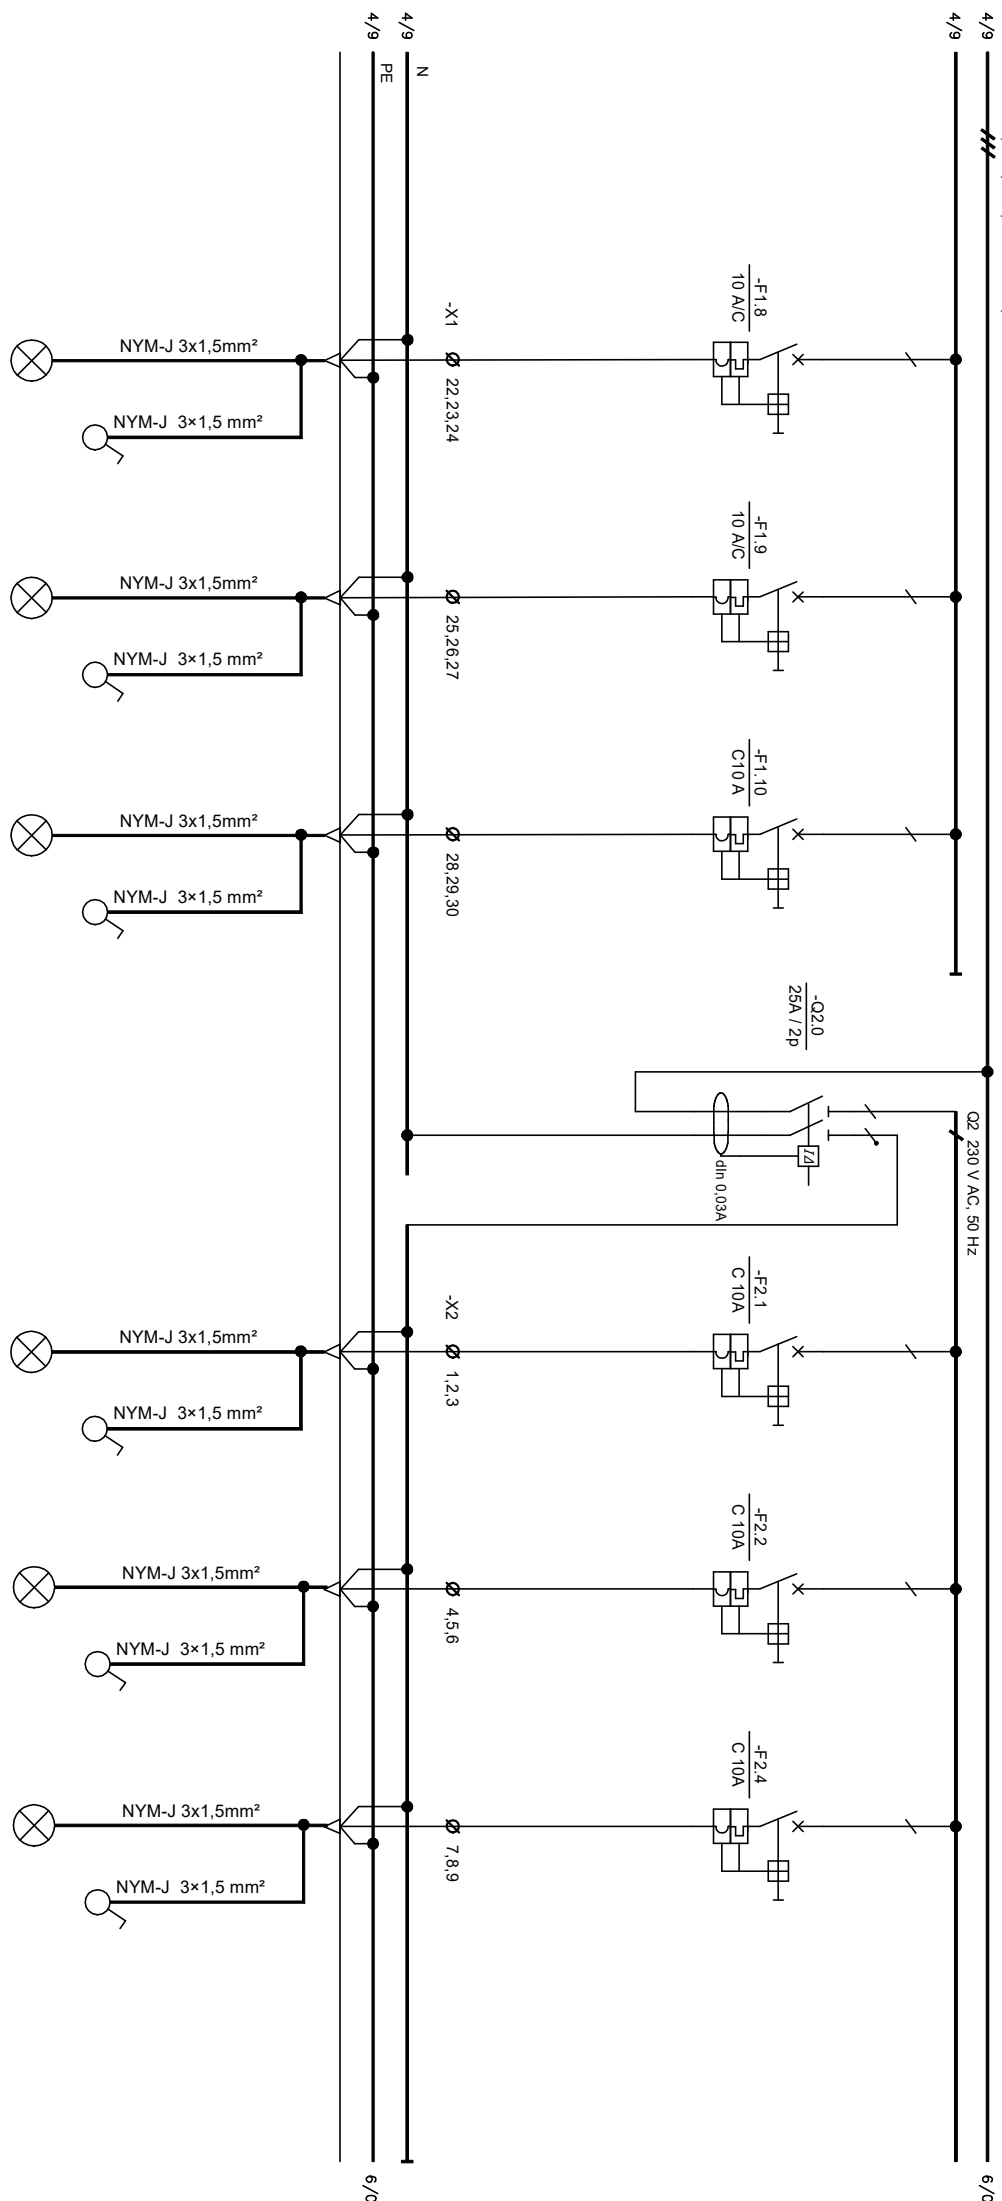 4/9
4/9
4/9
4/9
PE
N
-F1.8
10 A/C
-X1
22,23,24
NYM-J 3x1,5mm²
NYM-J 3×1,5 mm²
-F1.9
10 A/C
25,26,27
NYM-J 3x1,5mm²
NYM-J 3×1,5 mm²
-F1.10
C10 A
28,29,30
NYM-J 3x1,5mm²
NYM-J 3×1,5 mm²
-Q2.0
25A / 2p
I∆
dIn 0,03A
Q2 230 V AC, 50 Hz
-F2.1
C 10A
-X2
1,2,3
NYM-J 3x1,5mm²
NYM-J 3×1,5 mm²
-F2.2
C 10A
4,5,6
NYM-J 3x1,5mm²
NYM-J 3×1,5 mm²
-F2.4
C 10A
7,8,9
NYM-J 3x1,5mm²
NYM-J 3×1,5 mm²